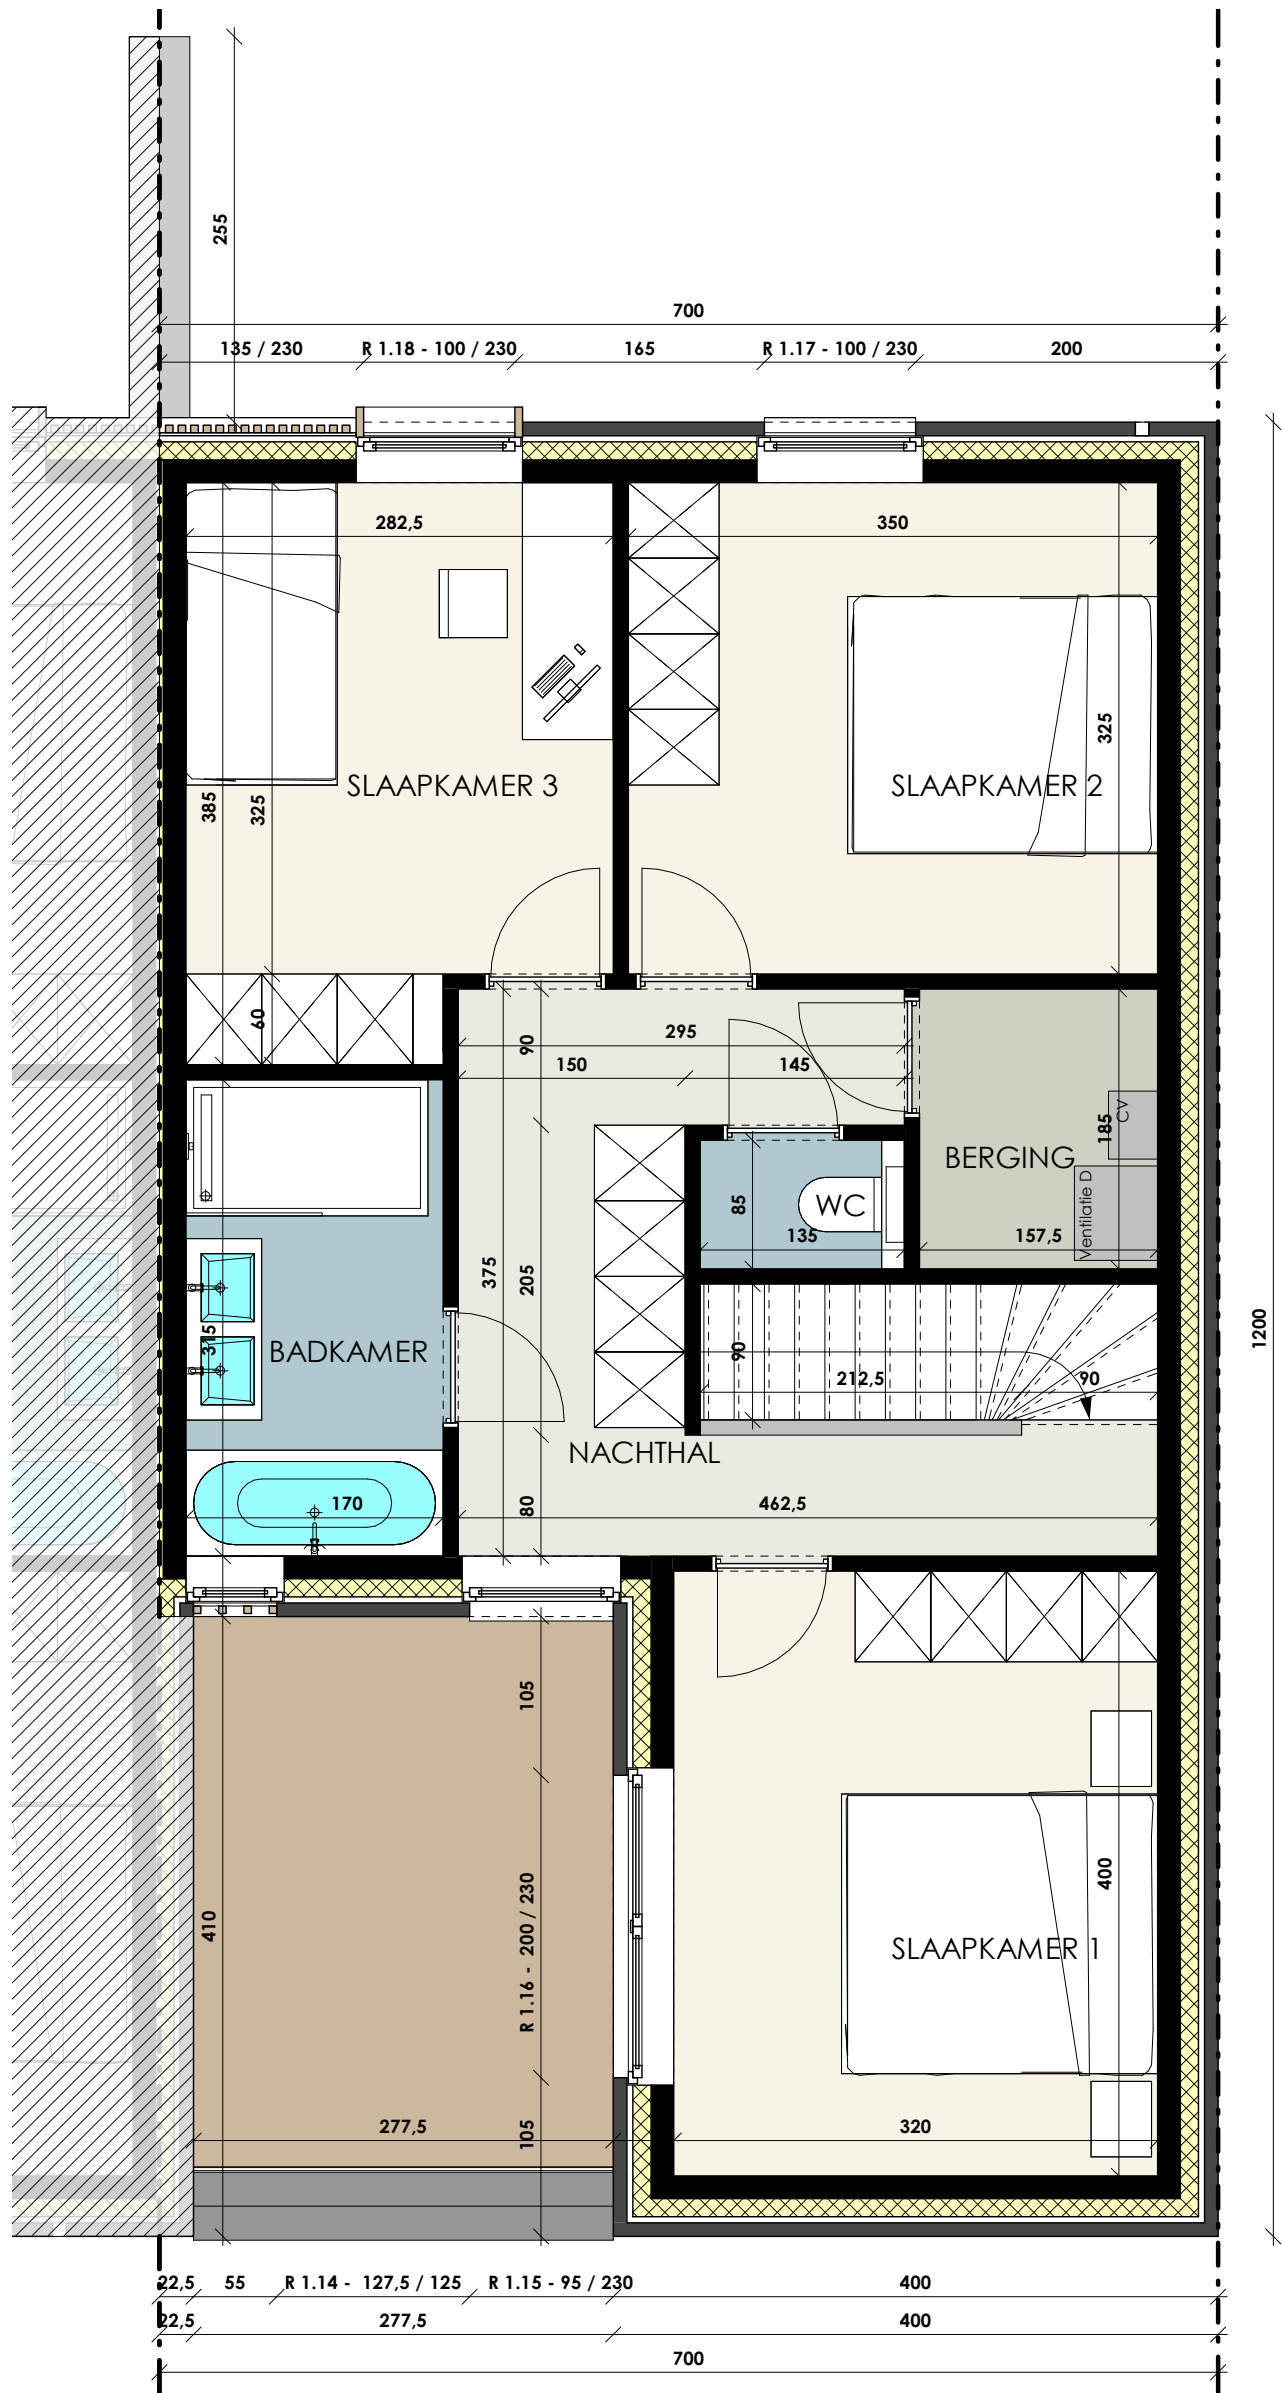 255
700
135 / 230
R 1.18 - 100 / 230
165
R 1.17 - 100 / 230
200
282,5
350
325
SLAAPKAMER 3
SLAAPKAMER 2
385
325
60
90
295
150
145
185
CV
BERGING
Ventilatie D
85
WC
135
157,5
375
205
315
BADKAMER
90
212,5
90
1200
NACHTHAL
170
80
462,5
105
410
R 1.16 - 200 / 230
400
SLAAPKAMER 1
277,5
105
320
22,5
55
R 1.14 - 127,5 / 125
R 1.15 - 95 / 230
400
22,5
277,5
400
700